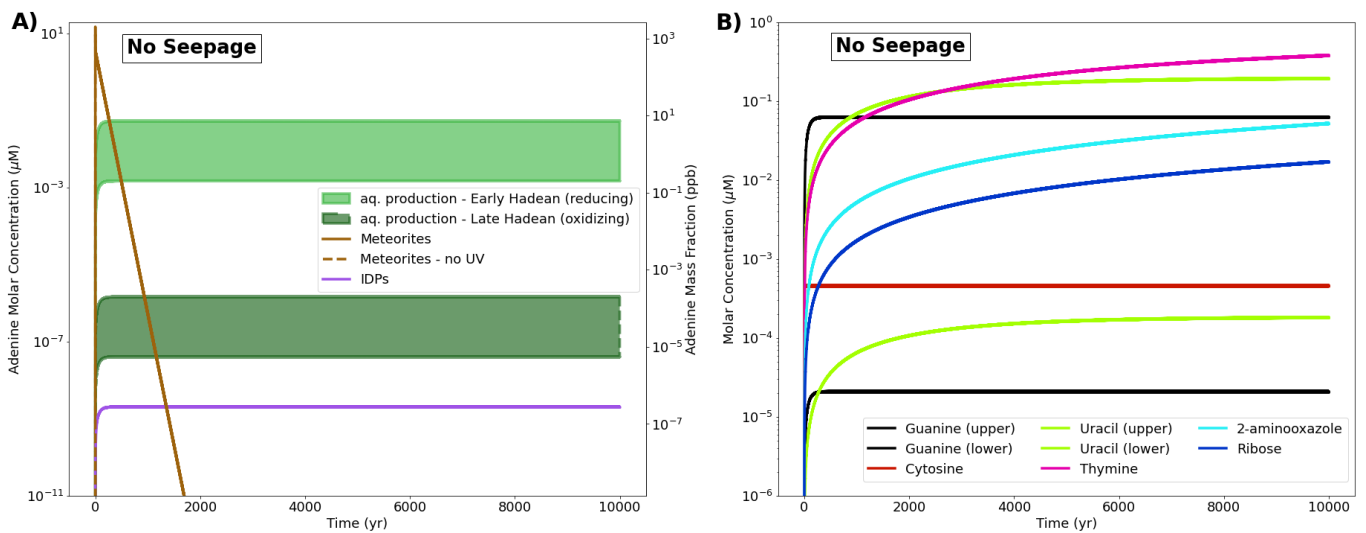 A)
No Seepage
Adenine Molar Concentration (μM)
10^1
10^-3
10^-7
10^-11
10^3
10^1
10^-1
10^-3
10^-5
10^-7
Adenine Mass Fraction (ppb)
aq. production - Early Hadean (reducing)
aq. production - Late Hadean (oxidizing)
Meteorites
Meteorites - no UV
IDPs
0 2000 4000 6000 8000 10000
Time (yr)
B)
No Seepage
Molar Concentration (μM)
10^0
10^-1
10^-2
10^-3
10^-4
10^-5
10^-6
Guanine (upper) Uracil (upper) 2-aminooxazole
Guanine (lower) Uracil (lower) Ribose
Cytosine Thymine
0 2000 4000 6000 8000 10000
Time (yr)